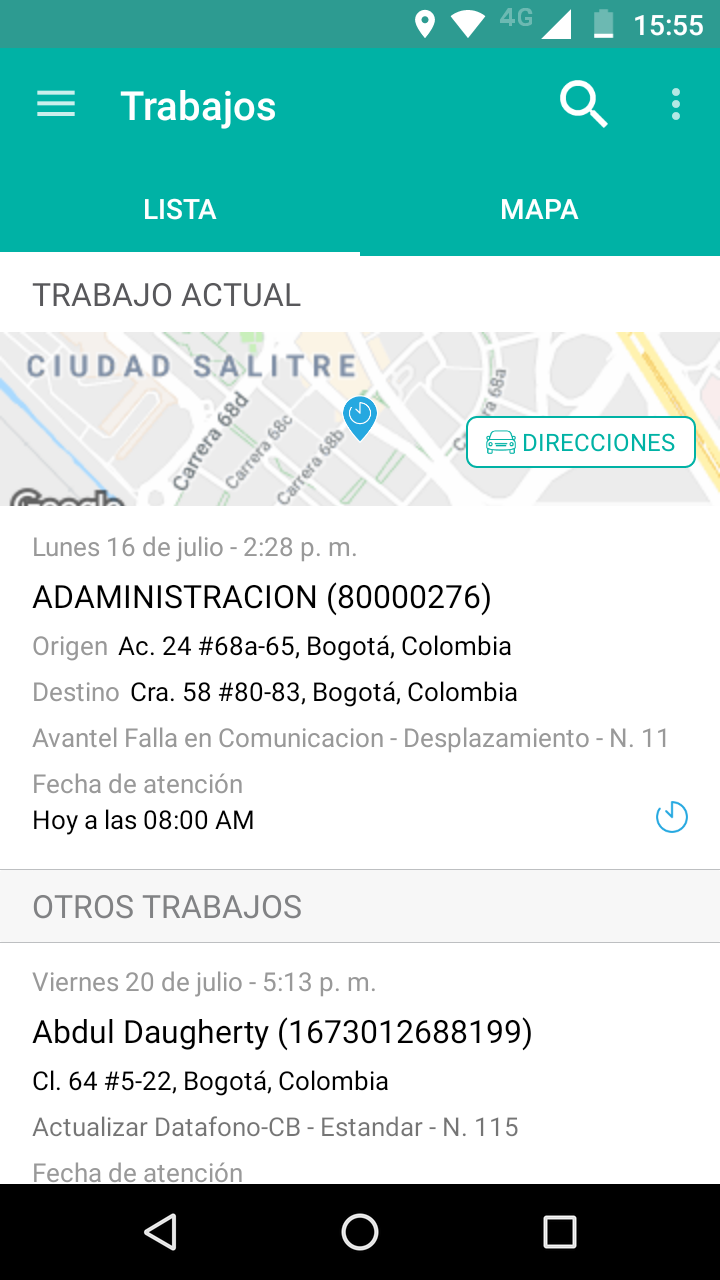 4G 15:55
Trabajos
LISTA MAPA
TRABAJO ACTUAL
CIUDAD SALITRE
Carrera 68d
Carrera 68c
Carrera 68b
ra 68a
DIRECCIONES
Google
Lunes 16 de julio - 2:28 p. m.
ADAMINISTRACION (80000276)
Origen Ac. 24 #68a-65, Bogotá, Colombia
Destino Cra. 58 #80-83, Bogotá, Colombia
Avantel Falla en Comunicacion - Desplazamiento - N. 11
Fecha de atención
Hoy a las 08:00 AM
OTROS TRABAJOS
Viernes 20 de julio - 5:13 p. m.
Abdul Daugherty (1673012688199)
Cl. 64 #5-22, Bogotá, Colombia
Actualizar Datafono-CB - Estandar - N. 115
Fecha de atención